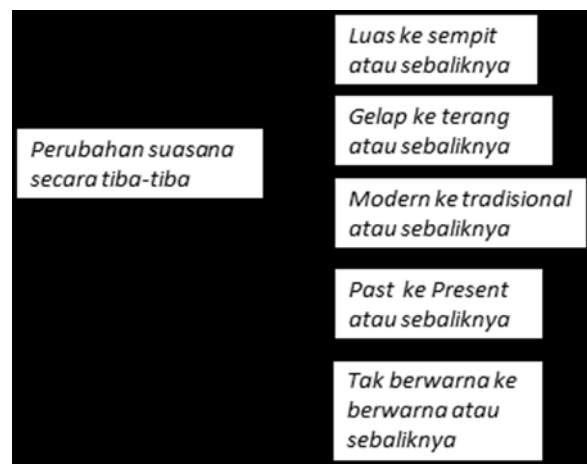 Perubahan suasana
secara tiba-tiba
Luas ke sempit
atau sebaliknya
Gelap ke terang
atau sebaliknya
Modern ke tradisional
atau sebaliknya
Past ke Present
atau sebaliknya
Tak berwarna ke
berwarna atau
sebaliknya